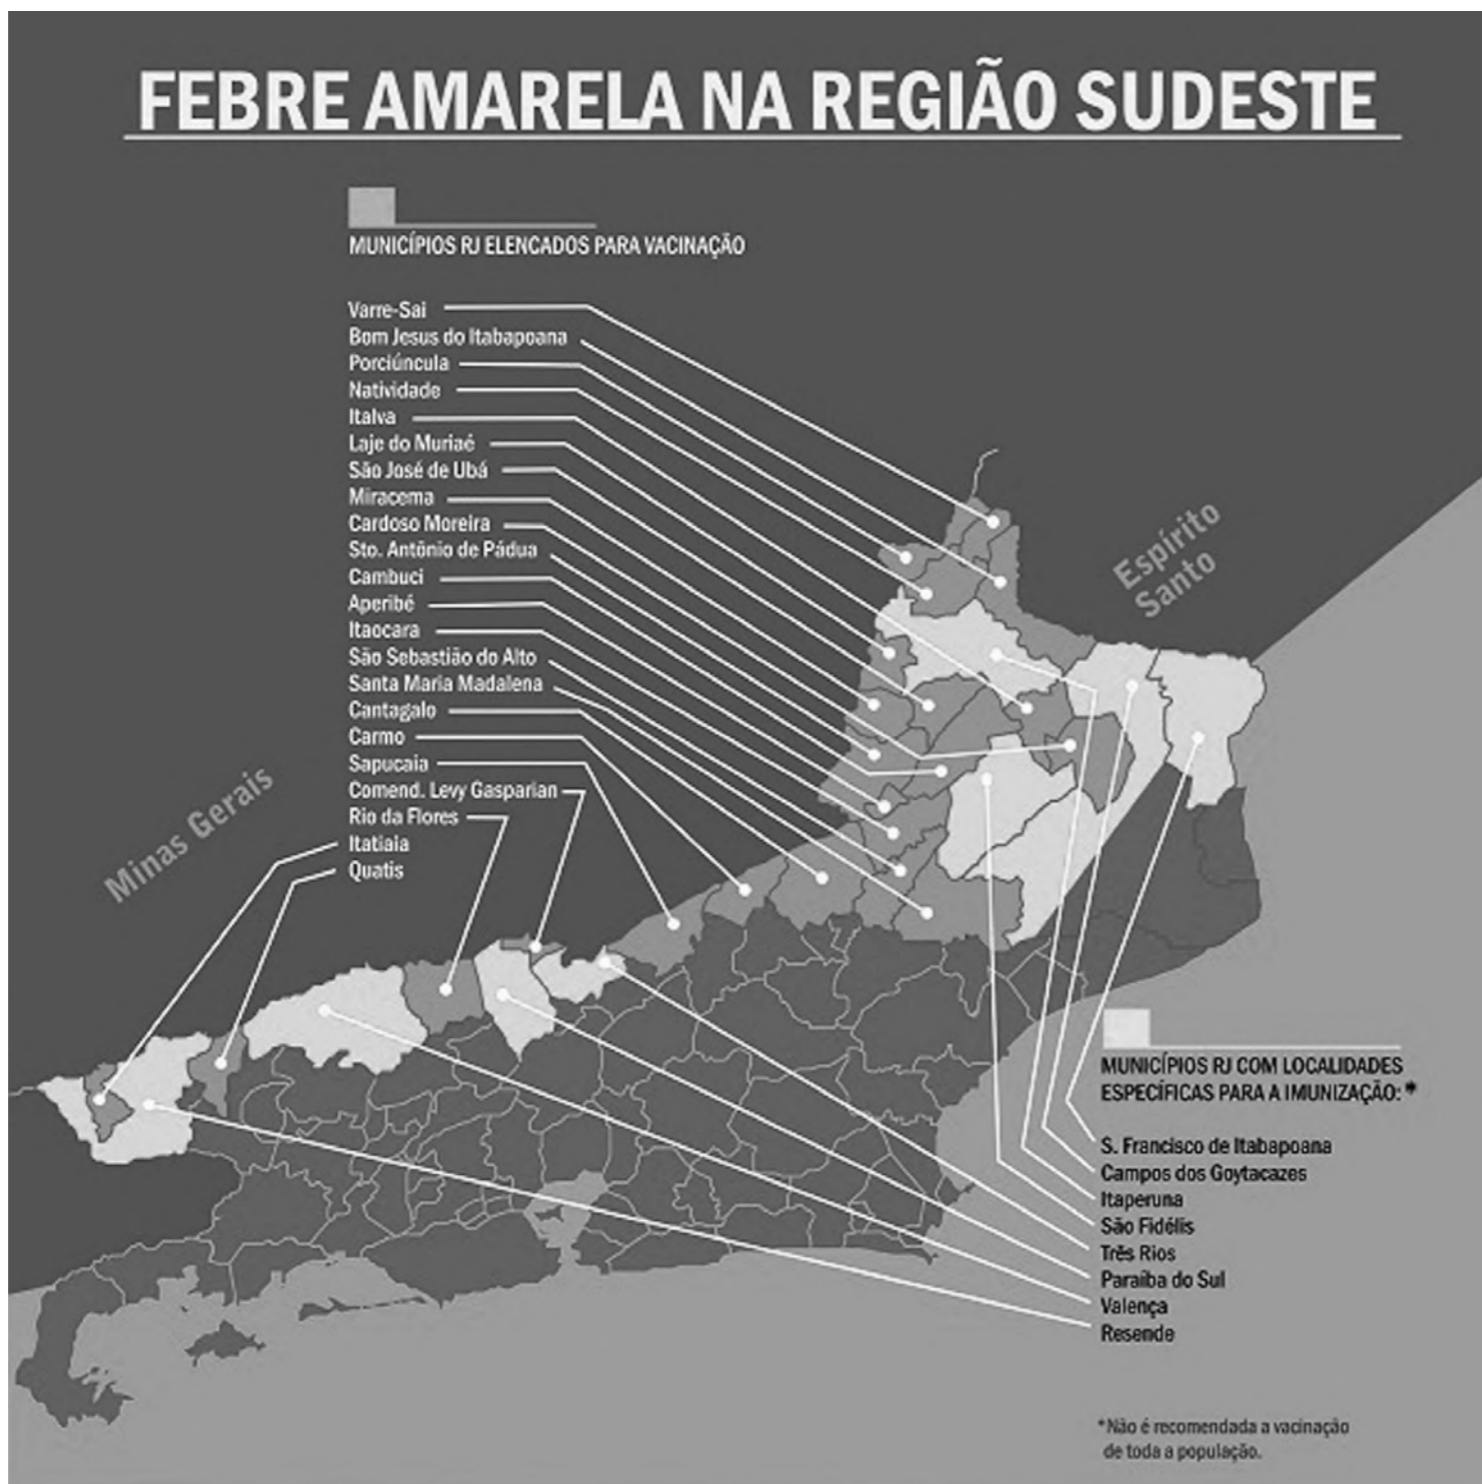 FEBRE AMARELA NA REGIÃO SUDESTE
MUNICÍPIOS RJ ELENCADOS PARA VACINAÇÃO
Varre-Sai
Bom Jesus do Itabapoana
Porciúncula
Natividade
Italva
Laje do Muriaé
São José de Ubá
Miracema
Cardoso Moreira
Sto. Antônio de Pádua
Cambuci
Aperibé
Itaocara
São Sebastião do Alto
Santa Maria Madalena
Cantagalo
Carmo
Sapucaia
Comend. Levy Gasparian
Rio da Flores
Itatiaia
Quatis
Minas Gerais
Espírito
Santo
MUNICÍPIOS RJ COM LOCALIDADES
ESPECÍFICAS PARA A IMUNIZAÇÃO: *
S. Francisco de Itabapoana
Campos dos Goytacazes
Itaperuna
São Fidélis
Três Rios
Paraíba do Sul
Valença
Resende
*Não é recomendada a vacinação
de toda a população.